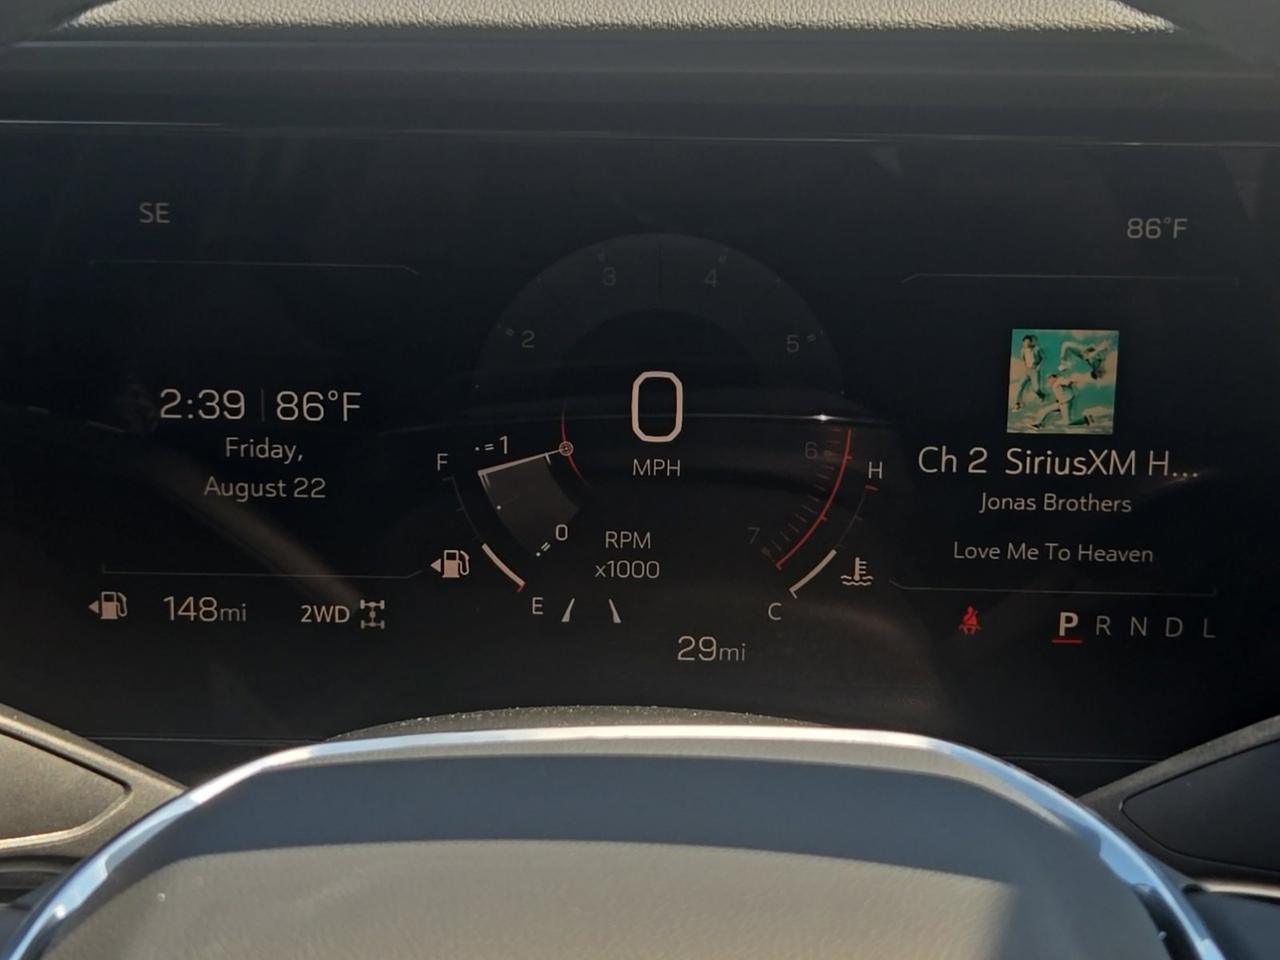 SE
86°F
3
4
2
5
2:39 | 86°F
Friday,
August 22
0
MPH
1
F
6
H
Ch 2 SiriusXM H...
Jonas Brothers
Love Me To Heaven
0
RPM
x1000
7
E
C
148mi
2WD
29mi
P R N D L